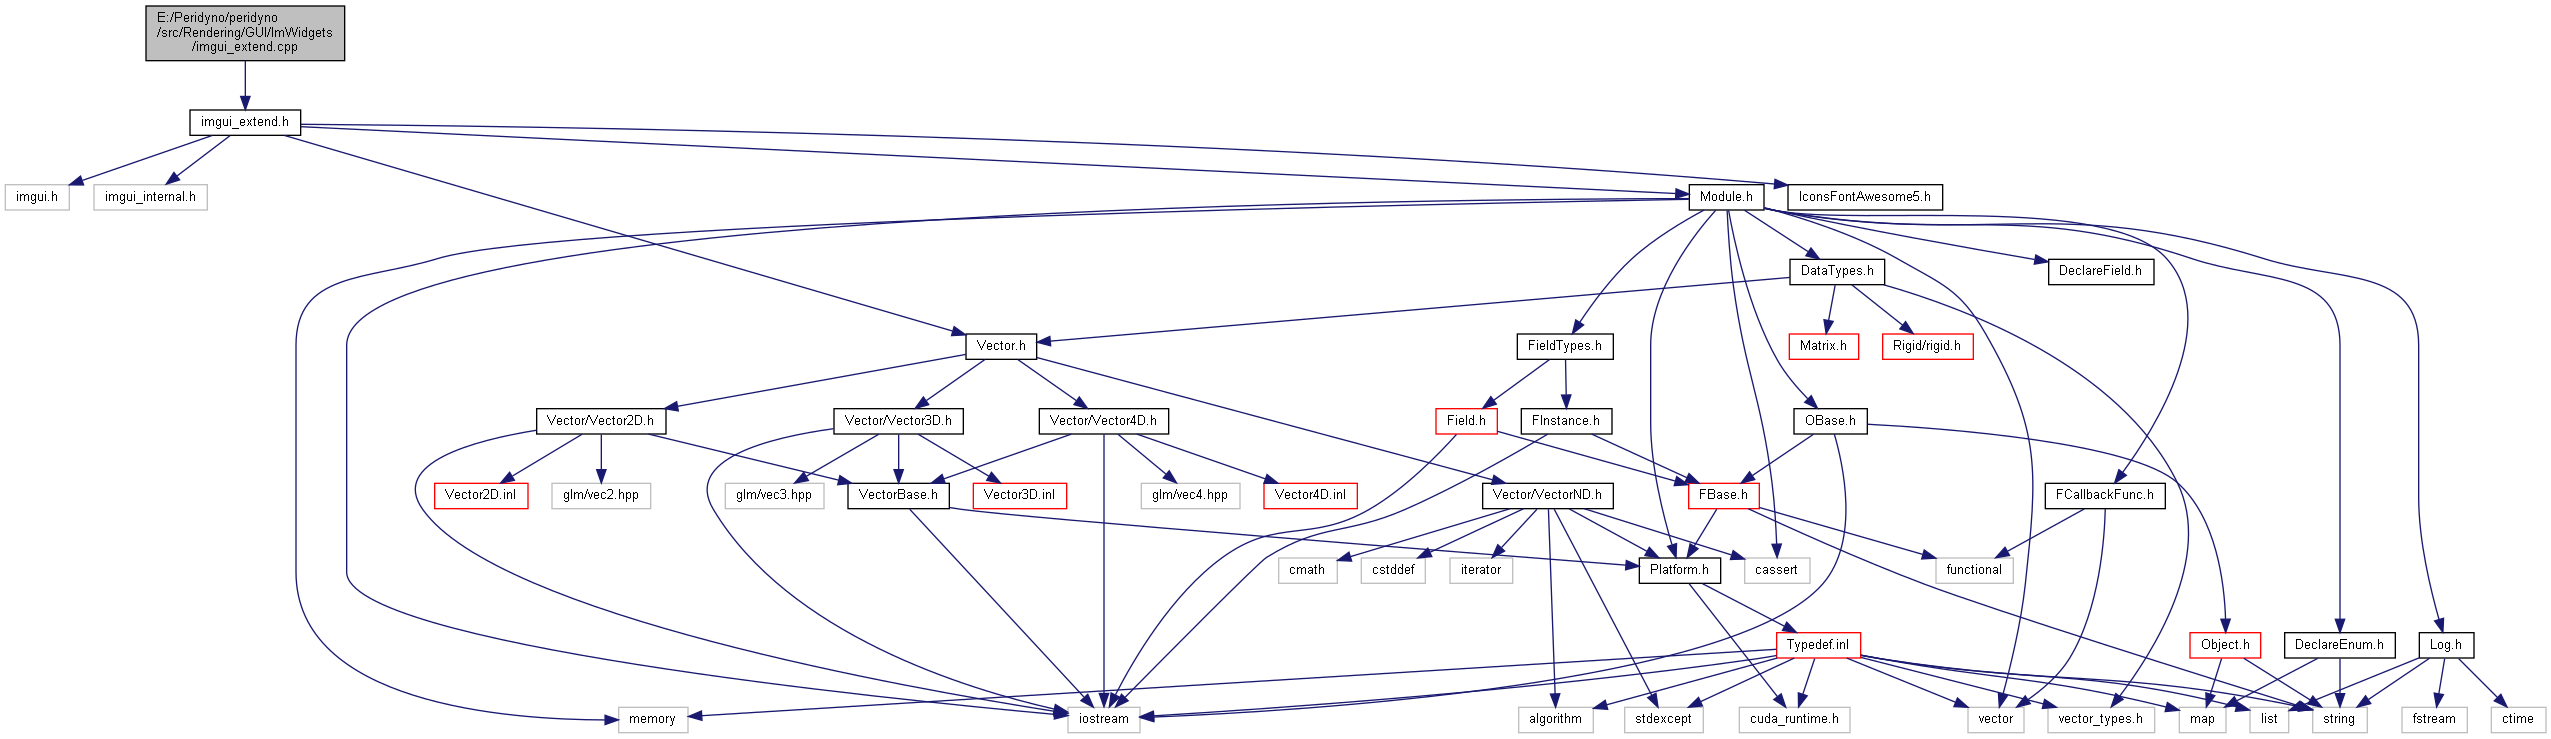 E:/Peridyno/peridyno
/src/Rendering/GUI/ImWidgets
/imgui_extend.cpp
imgui_extend.h
imgui.h
imgui_internal.h
Module.h
IconsFontAwesome5.h
DataTypes.h
DeclareField.h
Vector.h
FieldTypes.h
Matrix.h
Rigid/rigid.h
Vector/Vector2D.h
Vector/Vector3D.h
Vector/Vector4D.h
Field.h
FInstance.h
OBase.h
Vector2D.inl
glm/vec2.hpp
glm/vec3.hpp
VectorBase.h
Vector3D.inl
glm/vec4.hpp
Vector4D.inl
Vector/VectorND.h
FBase.h
FCallbackFunc.h
cmath
cstddef
iterator
Platform.h
cassert
functional
Typedef.inl
Object.h
DeclareEnum.h
Log.h
memory
iostream
algorithm
stdexcept
cuda_runtime.h
vector
vector_types.h
map
list
string
fstream
ctime